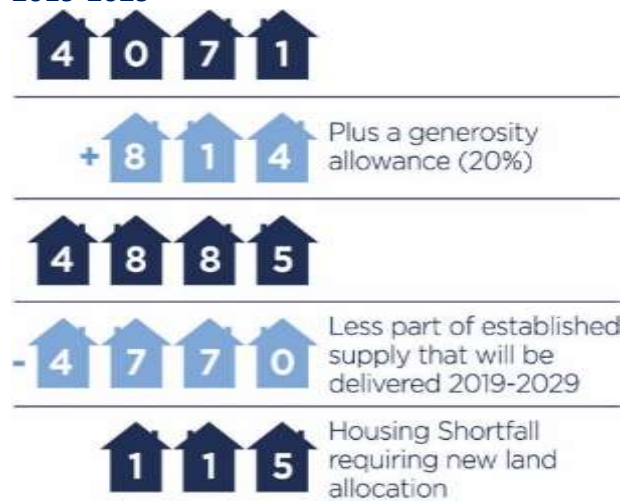 4071
+814 Plus a generosity
allowance (20%)
4885
-4770 Less part of established
supply that will be
delivered 2019-2029
115 Housing Shortfall
requiring new land
allocation